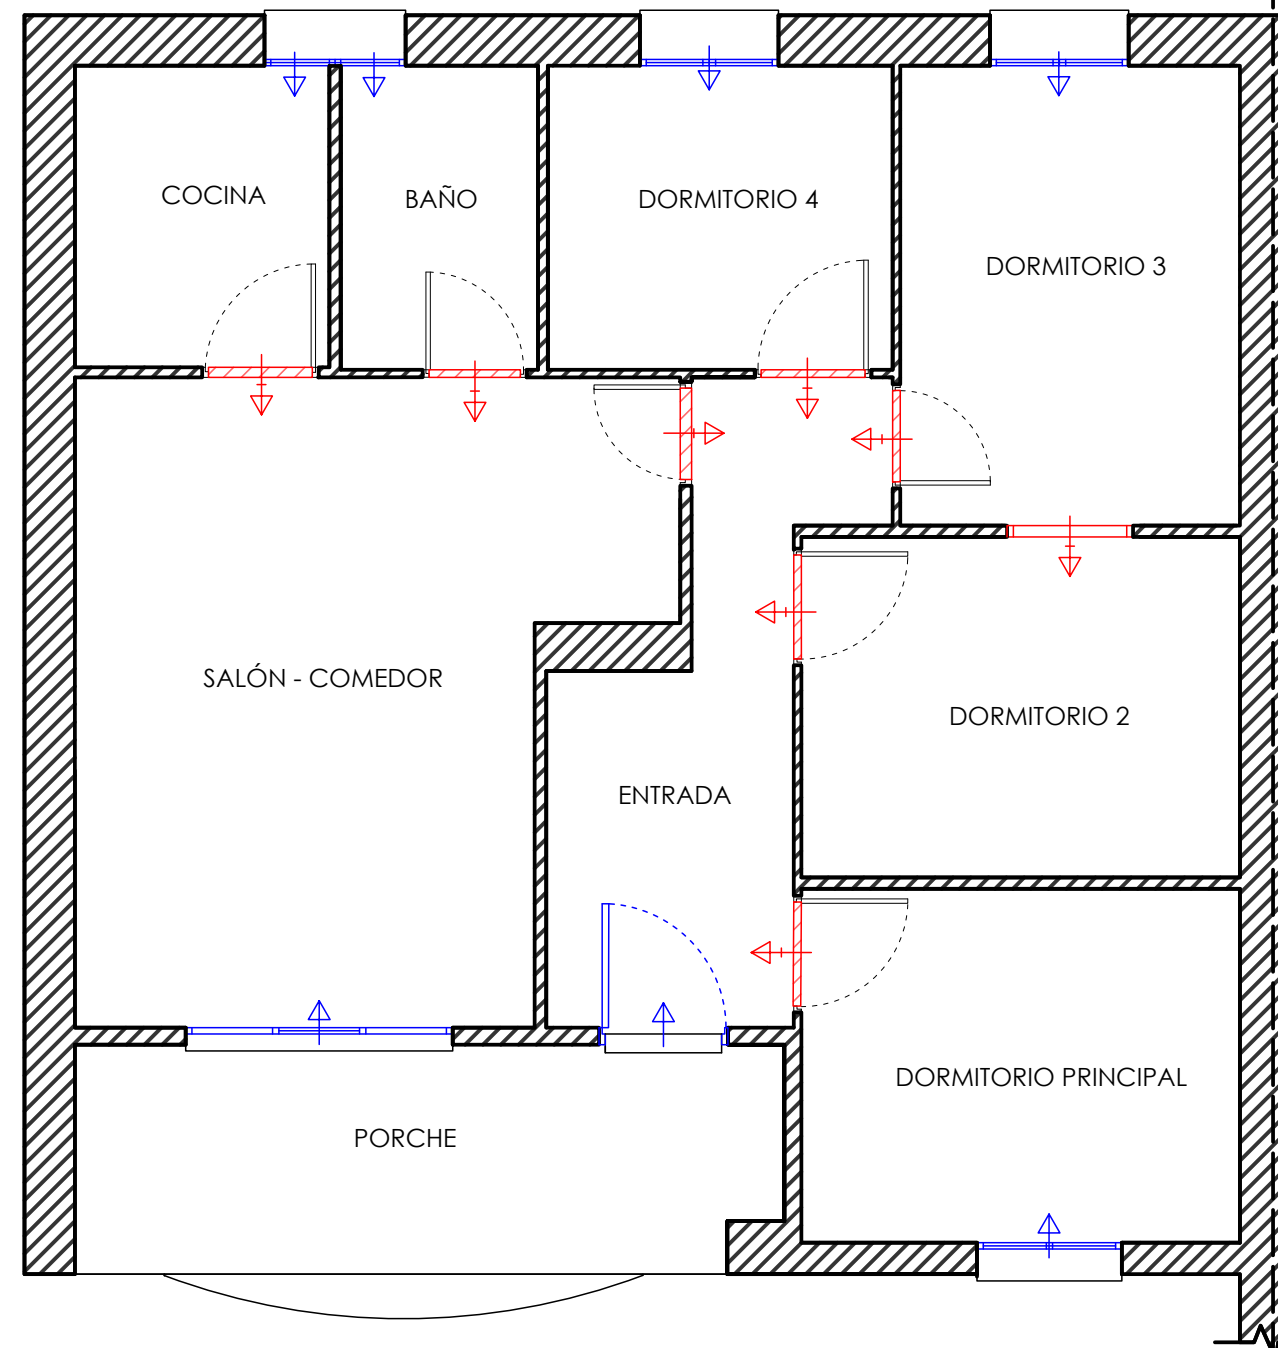 COCINA
BAÑO
DORMITORIO 4
DORMITORIO 3
SALÓN - COMEDOR
DORMITORIO 2
ENTRADA
DORMITORIO PRINCIPAL
PORCHE